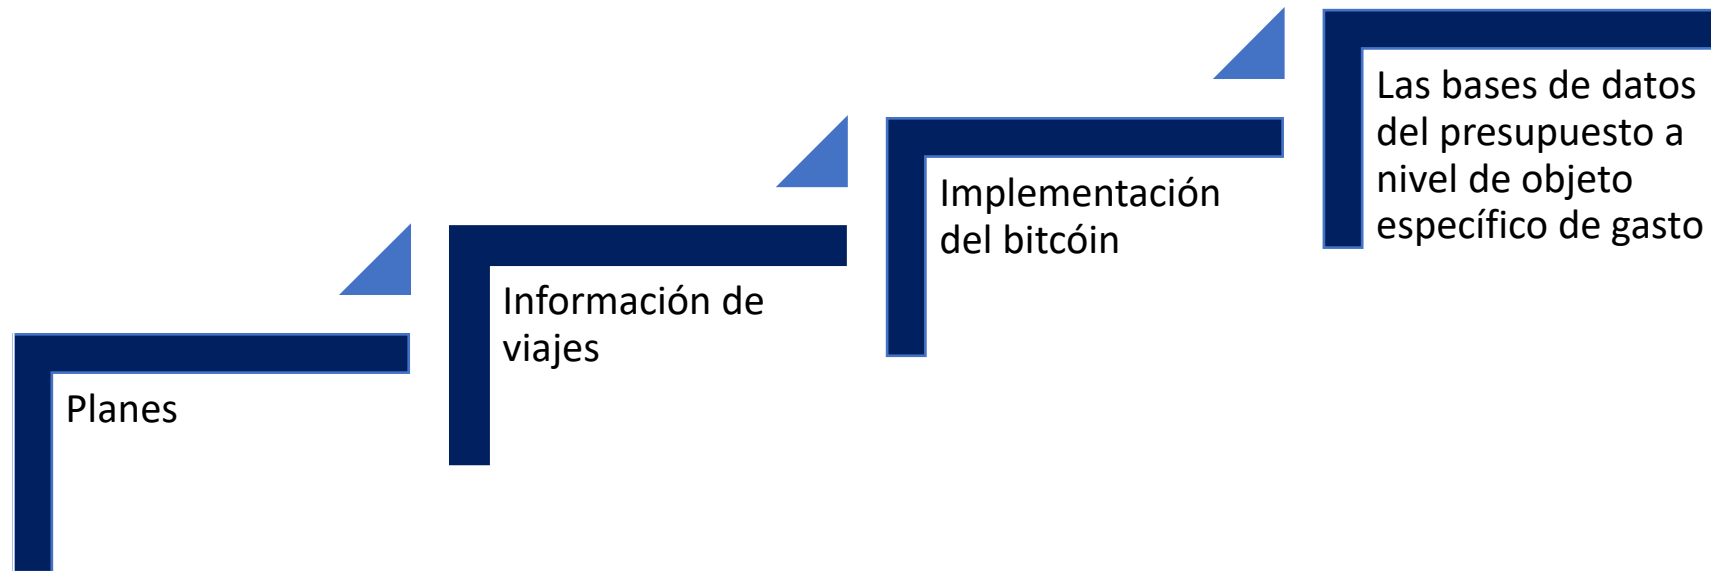 Planes
Información de
viajes
Implementación
del bitcóin
Las bases de datos
del presupuesto a
nivel de objeto
específico de gasto